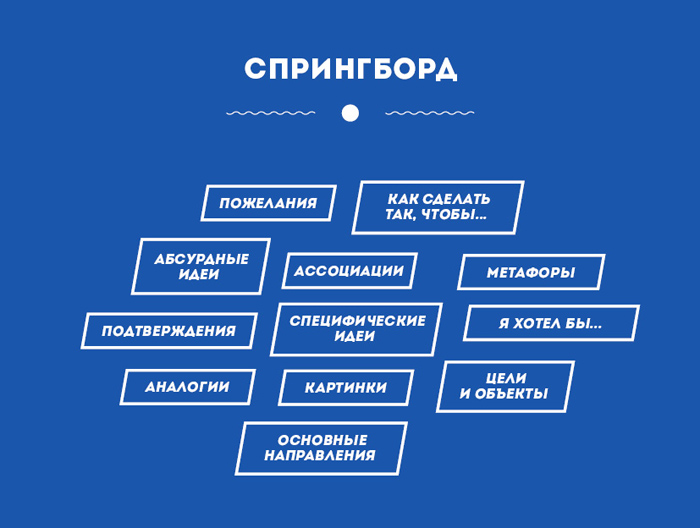 СПРИНГБОРД
ПОЖЕЛАНИЯ
КАК СДЕЛАТЬ
ТАК, ЧТОБЫ...
АБСУРДНЫЕ
ИДЕИ
АССОЦИАЦИИ
МЕТАФОРЫ
ПОДТВЕРЖДЕНИЯ
СПЕЦИФИЧЕСКИЕ
ИДЕИ
Я ХОТЕЛ БЫ...
АНАЛОГИИ
КАРТИНКИ
ЦЕЛИ
И ОБЪЕКТЫ
ОСНОВНЫЕ
НАПРАВЛЕНИЯ